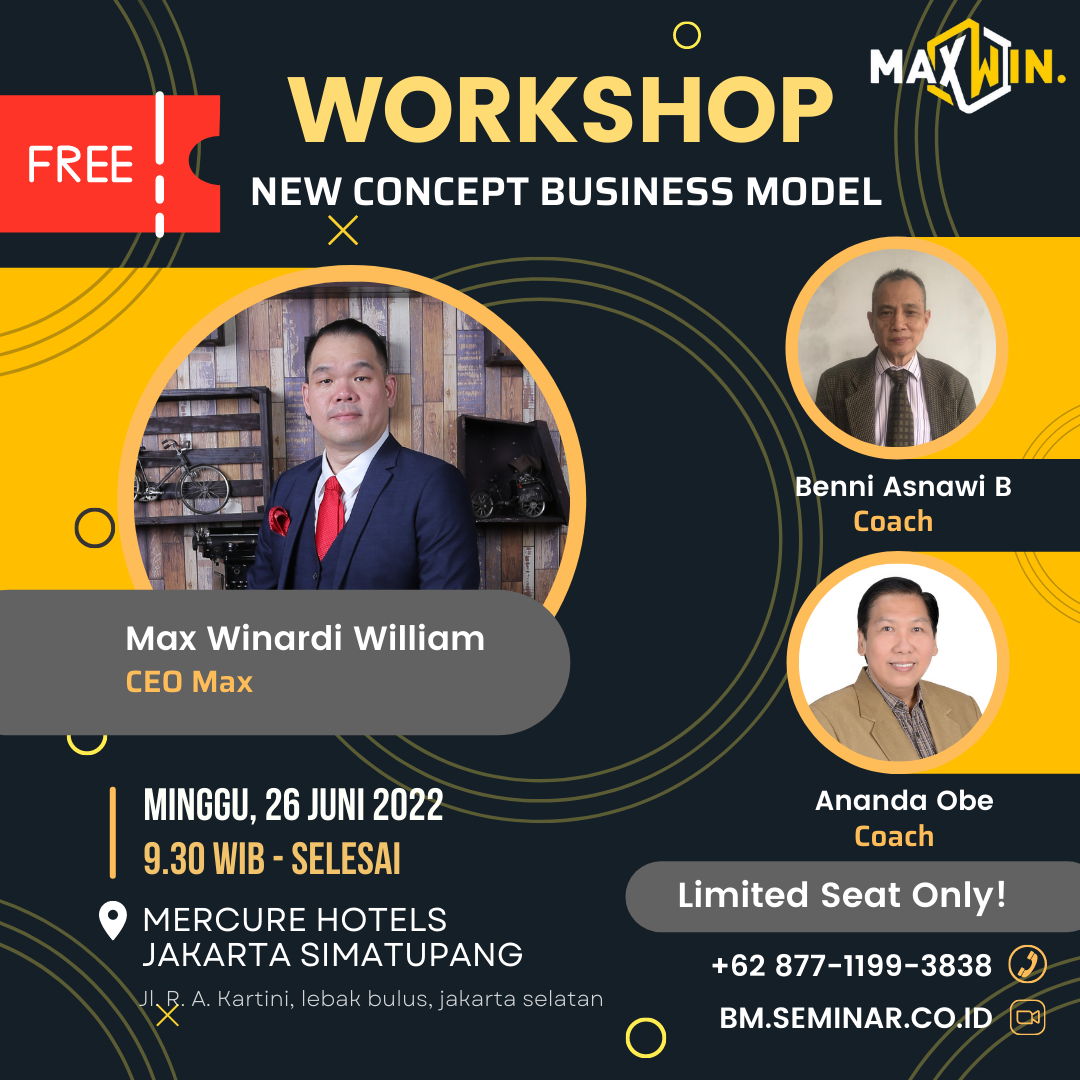 MAXWIN.
WORKSHOP
FREE
NEW CONCEPT BUSINESS MODEL
Max Winardi William
CEO Max
Benni Asnawi B
Coach
Ananda Obe
Coach
MINGGU, 26 JUNI 2022
9.30 WIB - SELESAI
MERCURE HOTELS
JAKARTA SIMATUPANG
Jl. R. A. Kartini, lebak bulus, jakarta selatan
Limited Seat Only!
+62 877-1199-3838
BM.SEMINAR.CO.ID